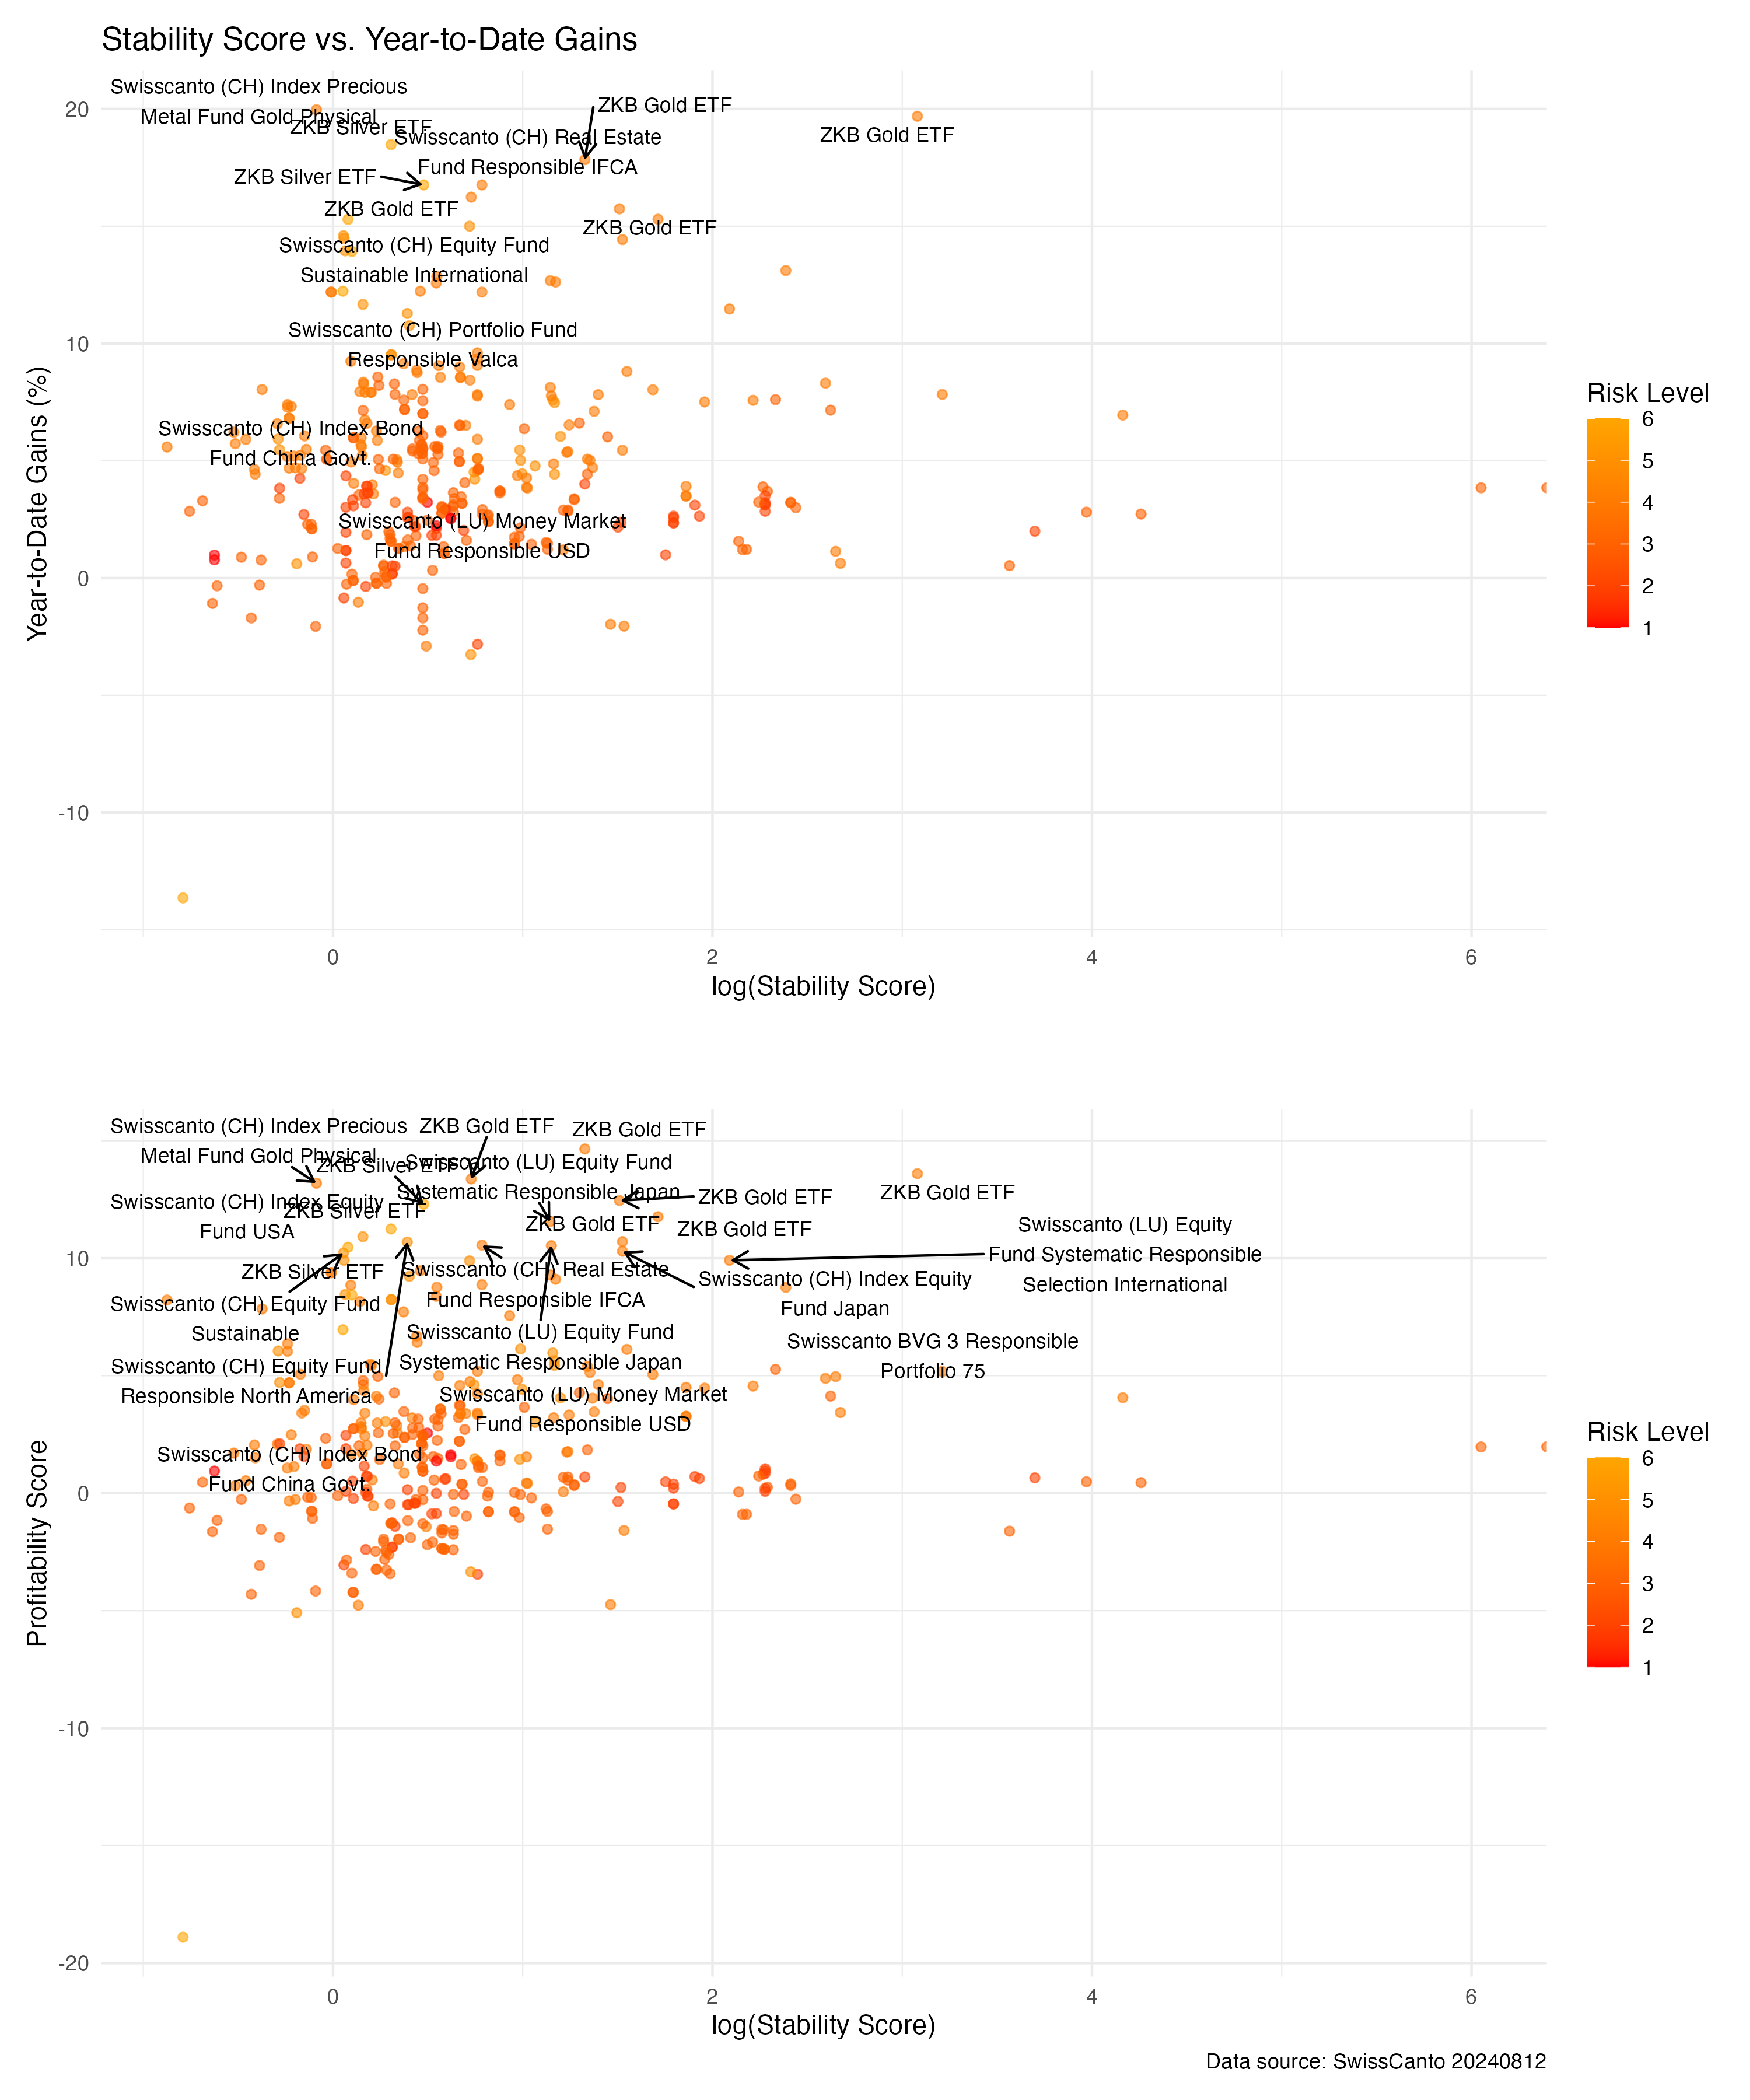 Stability Score vs. Year-to-Date Gains
Swisscanto (CH) Index Precious
Metal Fund Gold Physical
ZKB Silver ETF
ZKB Gold ETF
ZKB Gold ETF
Swisscanto (CH) Real Estate
Fund Responsible IFCA
ZKB Silver ETF
ZKB Gold ETF
ZKB Gold ETF
Swisscanto (CH) Equity Fund
Sustainable International
Swisscanto (CH) Portfolio Fund
Responsible Valca
Swisscanto (CH) Index Bond
Fund China Govt.
Swisscanto (LU) Money Market
Fund Responsible USD
20
10
0
-10
Year-to-Date Gains (%)
0
2
4
6
log(Stability Score)
Risk Level
6
5
4
3
2
1
Swisscanto (CH) Index Precious
Metal Fund Gold Physical
ZKB Gold ETF
ZKB Gold ETF
ZKB Silver ETF
Swisscanto (LU) Equity Fund
Systematic Responsible Japan
ZKB Gold ETF
ZKB Gold ETF
Swisscanto (CH) Index Equity
Fund USA
ZKB Silver ETF
ZKB Gold ETF
ZKB Gold ETF
Swisscanto (LU) Equity
Fund Systematic Responsible
Selection International
ZKB Silver ETF
Swisscanto (CH) Real Estate
Fund Responsible IFCA
Swisscanto (CH) Index Equity
Fund Japan
Swisscanto (CH) Equity Fund
Sustainable
Swisscanto (LU) Equity Fund
Systematic Responsible Japan
Swisscanto BVG 3 Responsible
Portfolio 75
Swisscanto (CH) Equity Fund
Responsible North America
Swisscanto (LU) Money Market
Fund Responsible USD
Swisscanto (CH) Index Bond
Fund China Govt.
10
0
-10
-20
Profitability Score
0
2
4
6
log(Stability Score)
Risk Level
6
5
4
3
2
1
Data source: SwissCanto 20240812